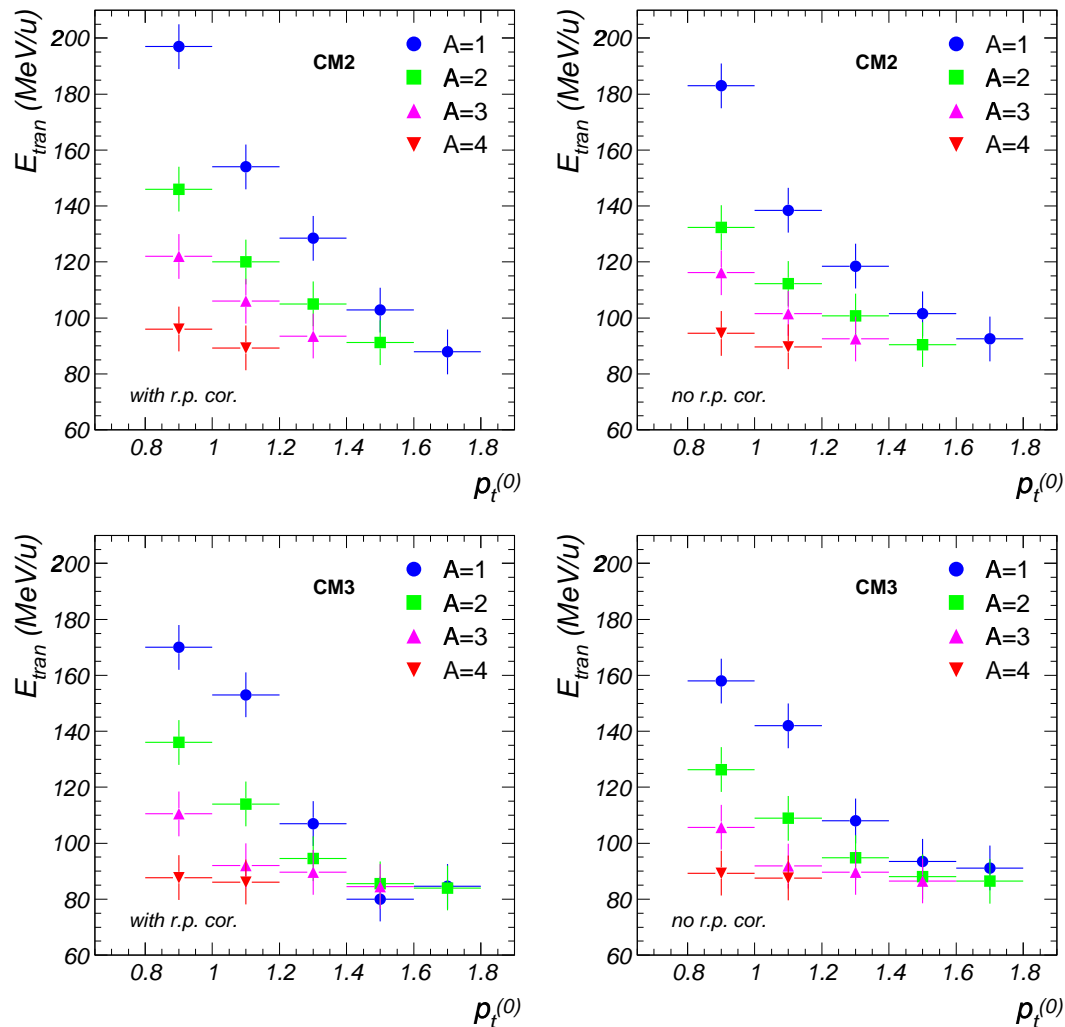 E_tran (MeV/u)
200
180
160
140
120
100
80
60
0.8
1
1.2
1.4
1.6
1.8
p_t^(0)
CM2
A=1
A=2
A=3
A=4
with r.p. cor.
E_tran (MeV/u)
200
180
160
140
120
100
80
60
0.8
1
1.2
1.4
1.6
1.8
p_t^(0)
CM2
A=1
A=2
A=3
A=4
no r.p. cor.
E_tran (MeV/u)
200
180
160
140
120
100
80
60
0.8
1
1.2
1.4
1.6
1.8
p_t^(0)
CM3
A=1
A=2
A=3
A=4
with r.p. cor.
E_tran (MeV/u)
200
180
160
140
120
100
80
60
0.8
1
1.2
1.4
1.6
1.8
p_t^(0)
CM3
A=1
A=2
A=3
A=4
no r.p. cor.